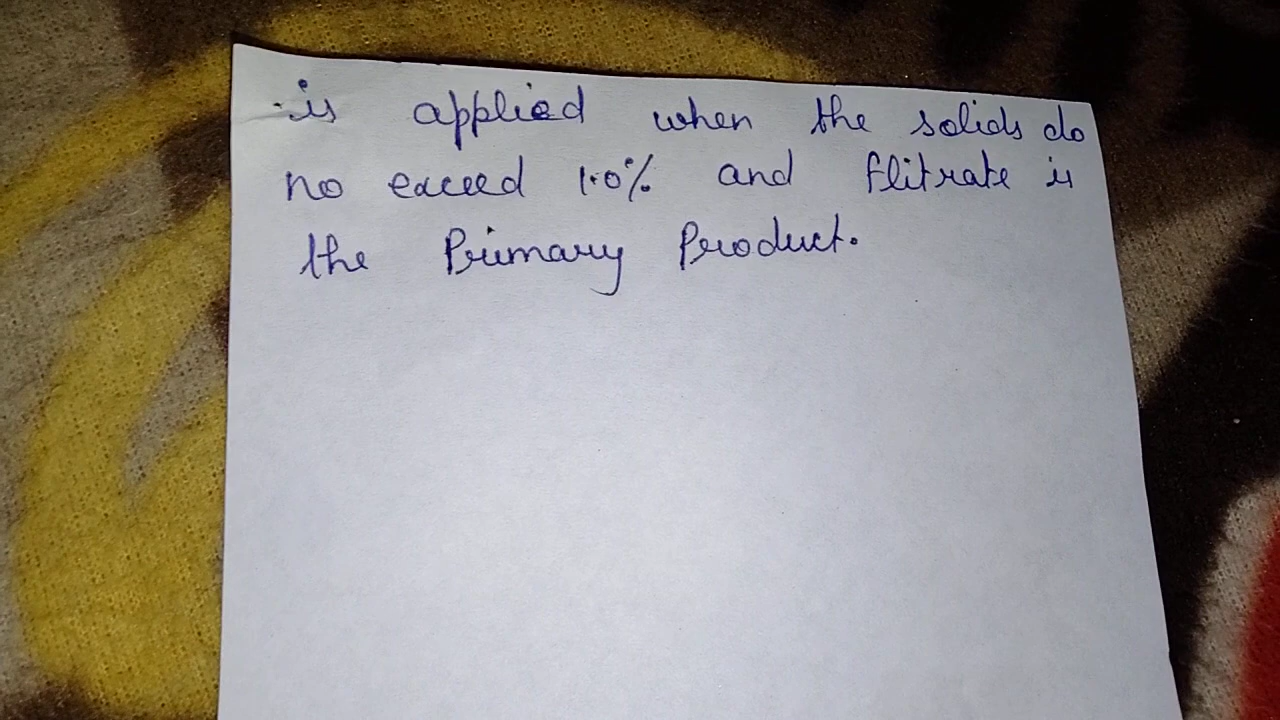 is applied when the solids do
no exceed 1.0% and flitrate is
the Primary Product.